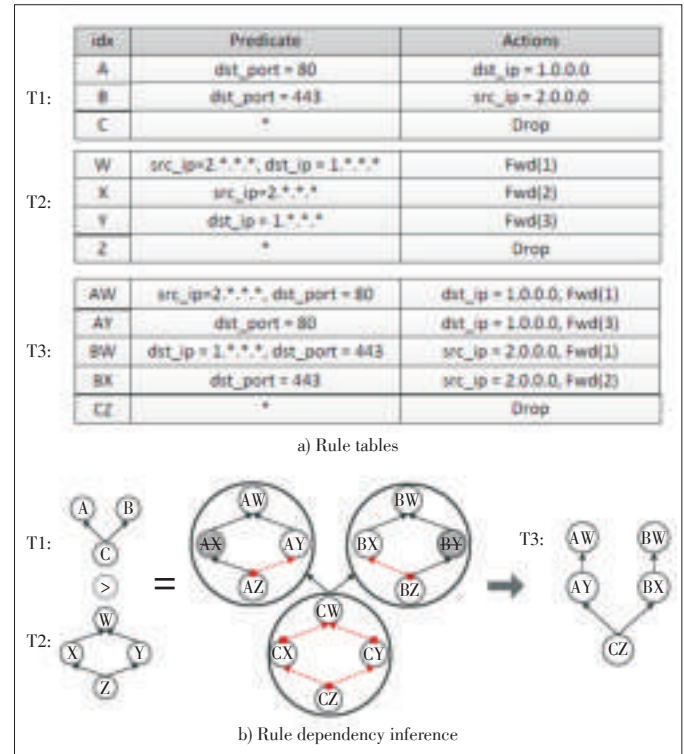 idx Predicate Actions
T1:
A dst_port = 80 dst_ip = 1.0.0.0
B dst_port = 443 src_ip = 2.0.0.0
C * Drop
T2:
W src_ip=2.*.*.*, dst_ip = 1.*.*.* Fwd(1)
X src_ip=2.*.*.* Fwd(2)
Y dst_ip = 1.*.*.* Fwd(3)
Z * Drop
T3:
AW src_ip=2.*.*.*, dst_port = 80 dst_ip = 1.0.0.0, Fwd(1)
AY dst_port = 80 dst_ip = 1.0.0.0, Fwd(3)
BW dst_ip = 1.*.*.*, dst_port = 443 src_ip = 2.0.0.0, Fwd(1)
BX dst_port = 443 src_ip = 2.0.0.0, Fwd(2)
CZ * Drop
a) Rule tables
T1:
A B
C
>
T2:
W
X Y
Z
=
AW
AX AY
AZ
BW
BX BY
BZ
CW
CX CY
CZ
T3:
AW BW
AY BX
CZ
b) Rule dependency inference